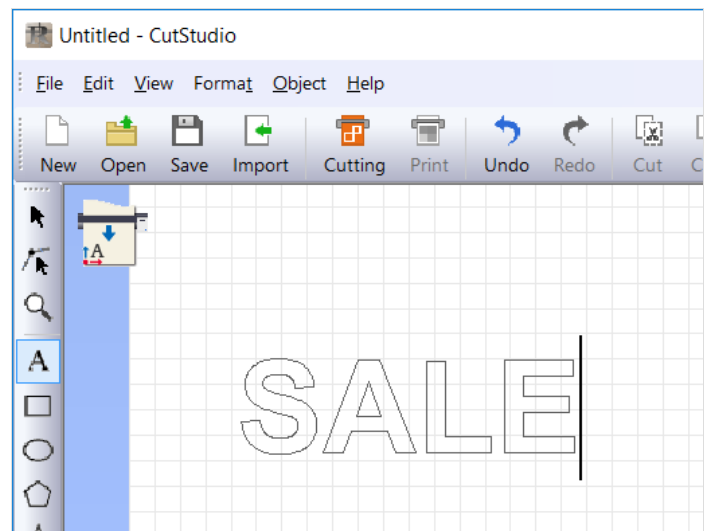 Untitled - CutStudio
File Edit View Format Object Help
New Open Save Import Cutting Print Undo Redo Cut C
A
A
SALE